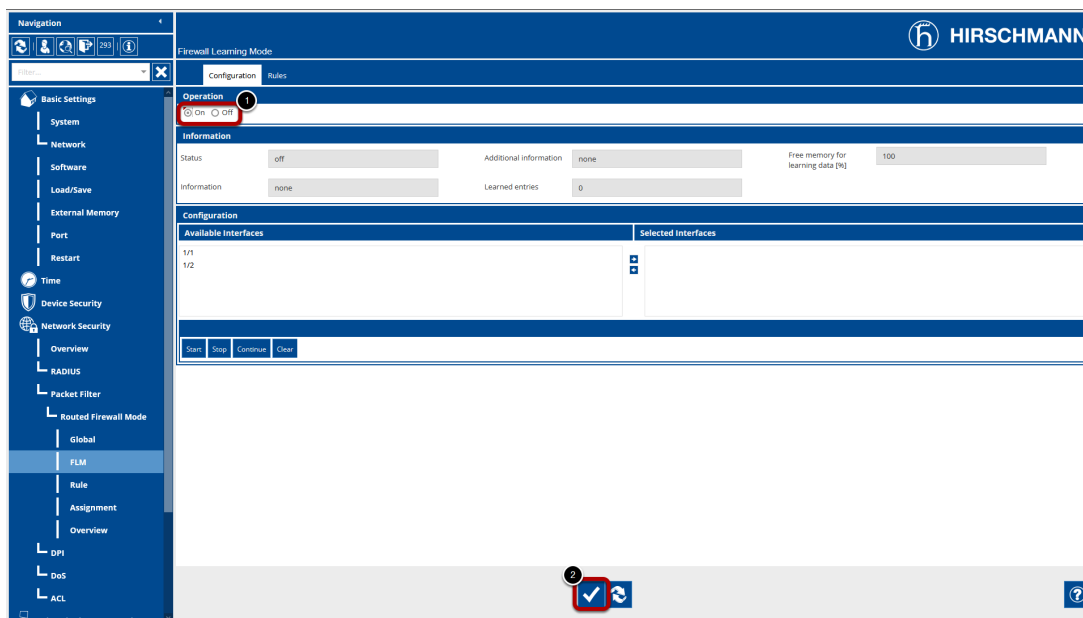 Navigation
293
Filter...
Basic Settings
System
Network
Software
Load/Save
External Memory
Port
Restart
Time
Device Security
Network Security
Overview
RADIUS
Packet Filter
Routed Firewall Mode
Global
FLM
Rule
Assignment
Overview
DPI
DoS
ACL
HIRSCHMANN
Firewall Learning Mode
Configuration Rules
Operation
1
On Off
Information
Status off Additional information none Free memory for
learning data [%] 100
Information none Learned entries 0
Configuration
Available Interfaces Selected Interfaces
1/1
1/2
Start Stop Continue Clear
2
?